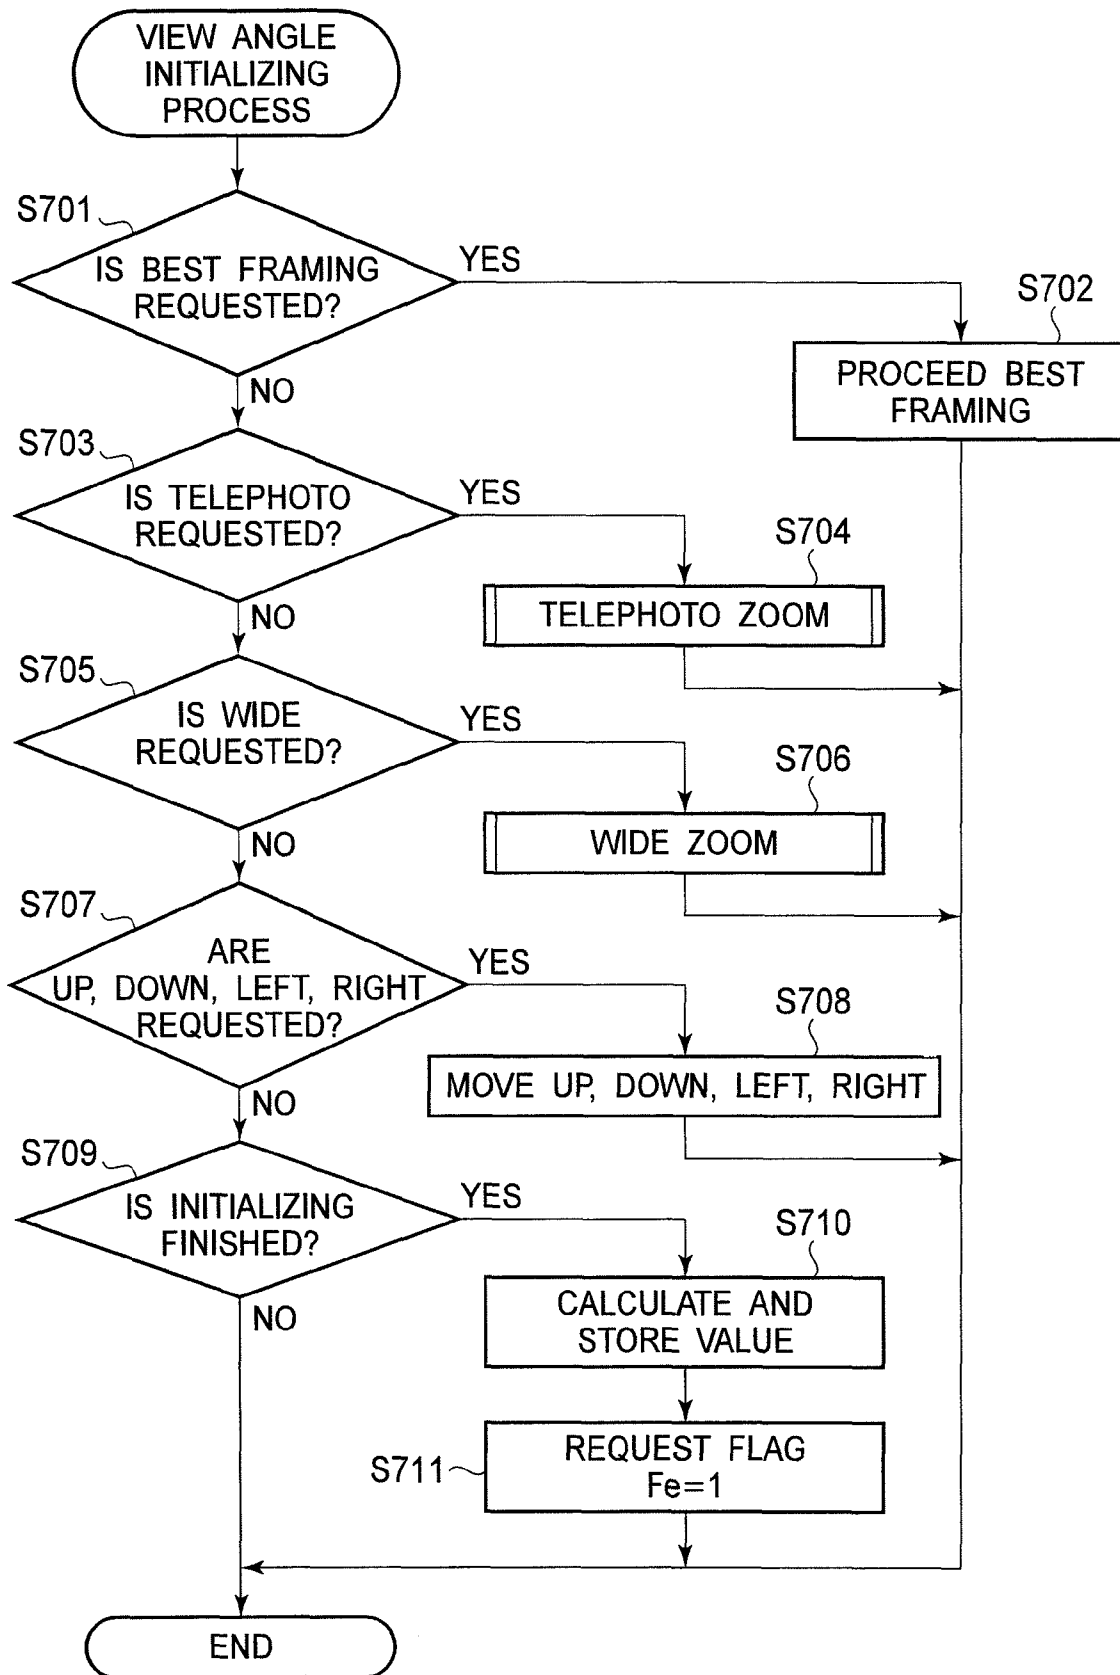 VIEW ANGLE
INITIALIZING
PROCESS
S701
IS BEST FRAMING
REQUESTED?
YES
NO
S702
PROCEED BEST
FRAMING
S703
IS TELEPHOTO
REQUESTED?
YES
NO
S704
TELEPHOTO ZOOM
S705
IS WIDE
REQUESTED?
YES
NO
S706
WIDE ZOOM
S707
ARE
UP, DOWN, LEFT, RIGHT
REQUESTED?
YES
NO
S708
MOVE UP, DOWN, LEFT, RIGHT
S709
IS INITIALIZING
FINISHED?
YES
NO
S710
CALCULATE AND
STORE VALUE
S711
REQUEST FLAG
Fe=1
END